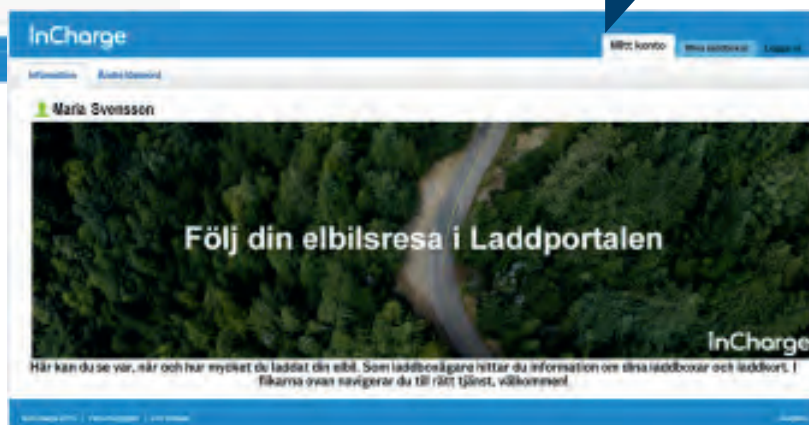 InCharge
Mitt konto Mina laddboxar Logga ut
Information Ändra lösenord
Maria Svensson
Följ din elbilsresa i Laddportalen
InCharge
Här kan du se var, när och hur mycket du laddat din elbil. Som laddboxägare hittar du information om dina laddboxar och laddkort. I
flikarna ovan navigerar du till rätt tjänst, välkommen!